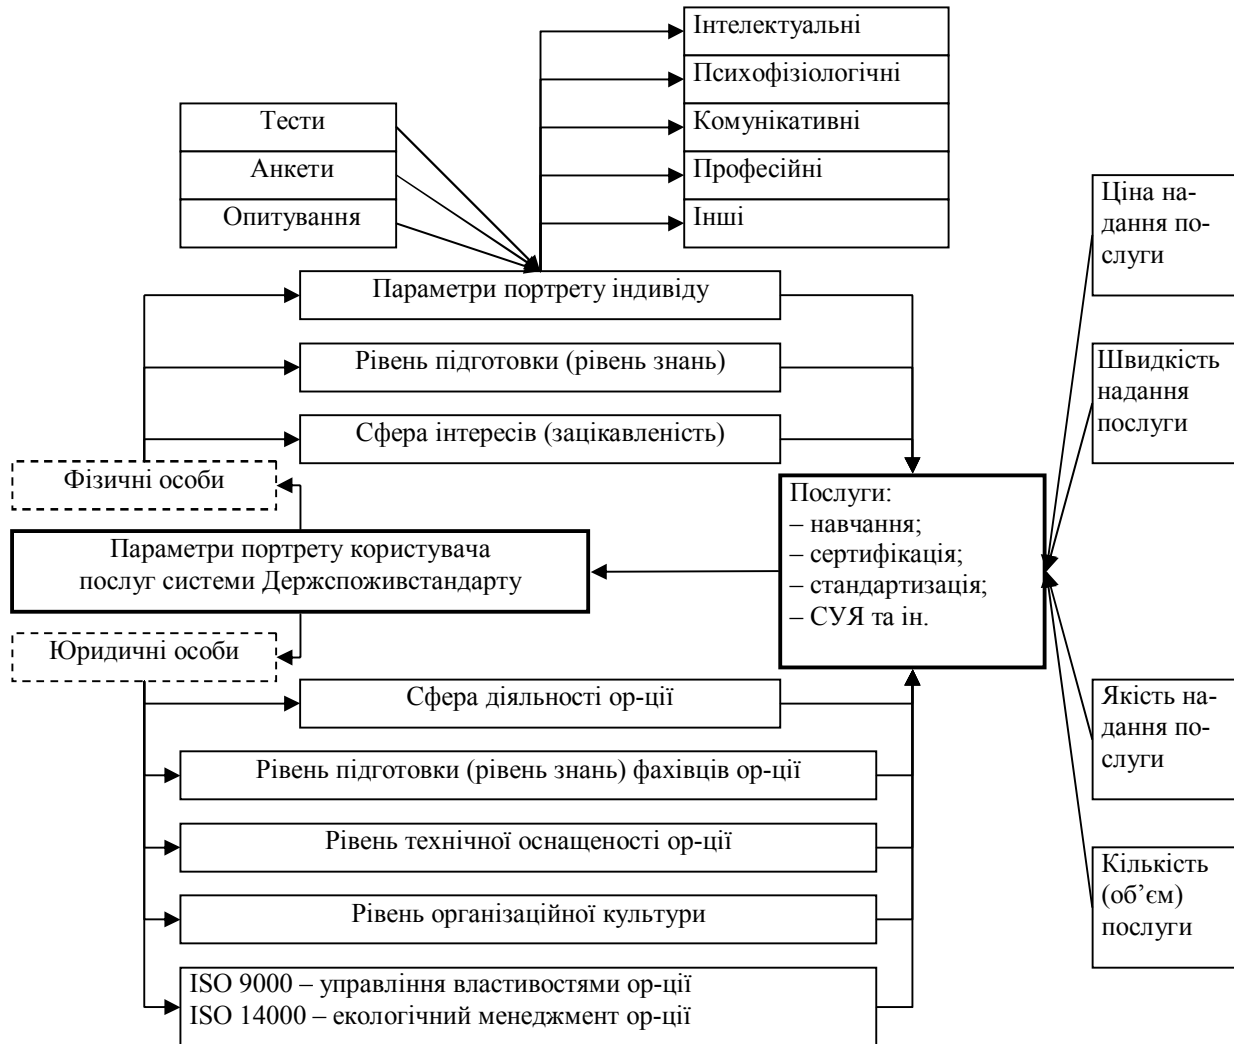 Інтелектуальні
Психофізіологічні
Комунікативні
Професійні
Інші
Тести
Анкети
Опитування
Ціна на-
дання по-
слуги
Швидкість
надання
послуги
Якість на-
дання по-
слуги
Кількість
(об’єм)
послуги
Параметри портрету індивіду
Рівень підготовки (рівень знань)
Сфера інтересів (зацікавленість)
Фізичні особи
Параметри портрету користувача
послуг системи Держспоживстандарту
Юридичні особи
Послуги:
– навчання;
– сертифікація;
– стандартизація;
– СУЯ та ін.
Сфера діяльності ор-ції
Рівень підготовки (рівень знань) фахівців ор-ції
Рівень технічної оснащеності ор-ції
Рівень організаційної культури
ISO 9000 – управління властивостями ор-ції
ISO 14000 – екологічний менеджмент ор-ції